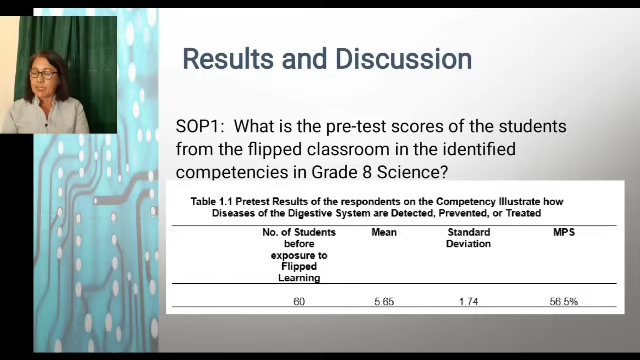 Results and Discussion
SOP1: What is the pre-test scores of the students
from the flipped classroom in the identified
competencies in Grade 8 Science?
Table 1.1 Pretest Results of the respondents on the Competency Illustrate how
Diseases of the Digestive System are Detected, Prevented, or Treated
No. of Students
before
exposure to
Flipped
Learning
Mean
Standard
Deviation
MPS
60 5.65 1.74 56.5%